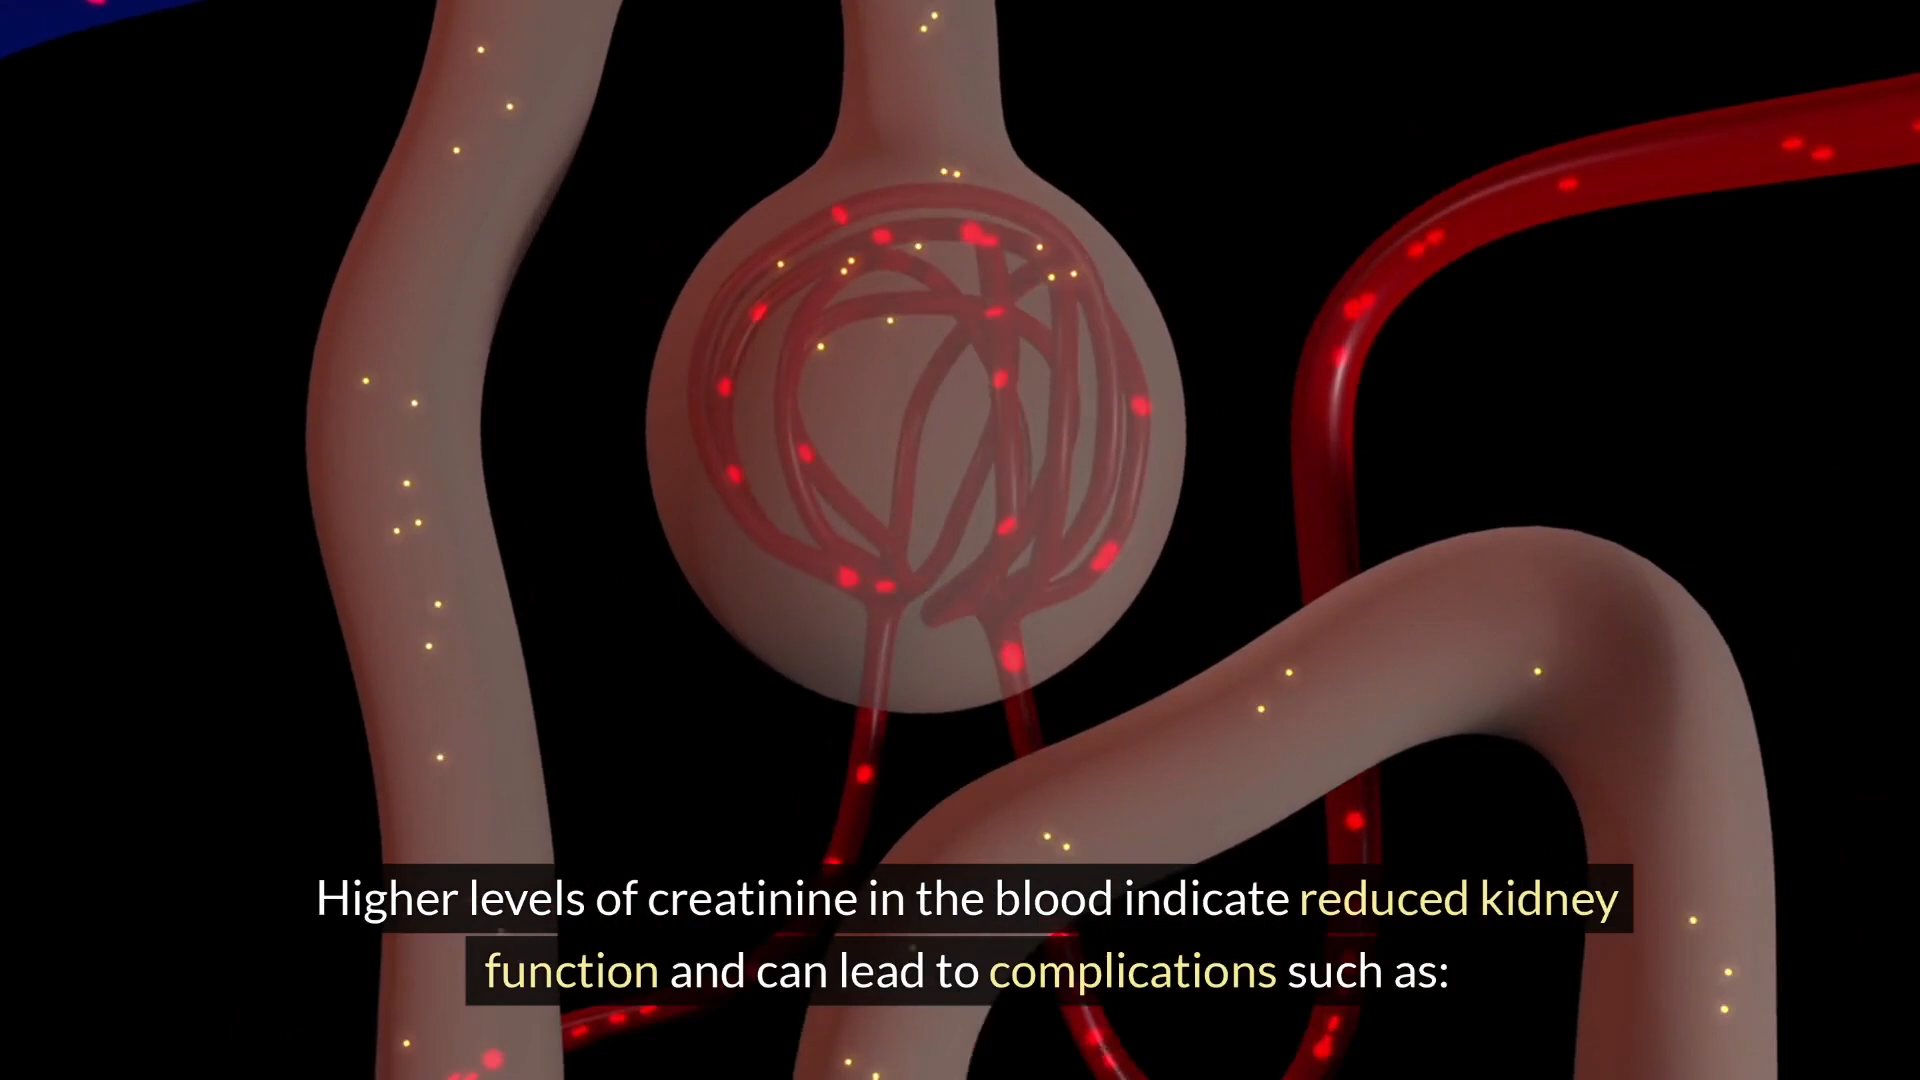 Higher levels of creatinine in the blood indicate reduced kidney
function and can lead to complications such as: